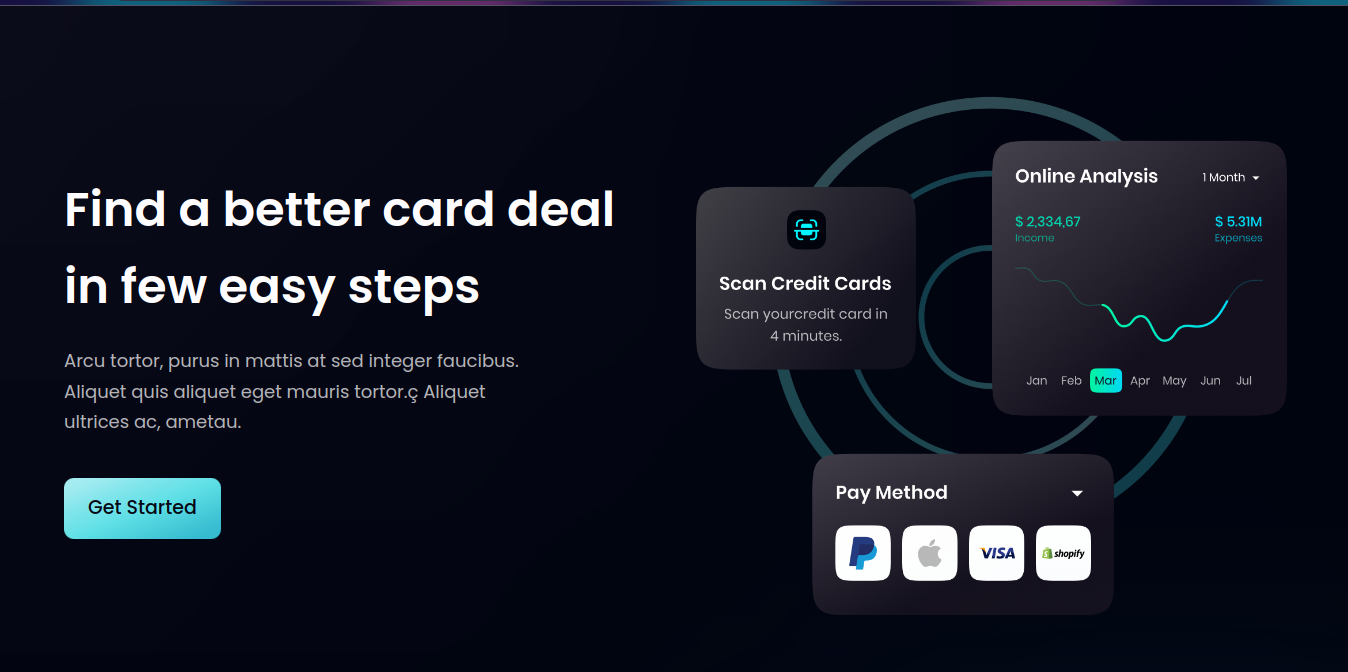 Find a better card deal
in few easy steps
Arcu tortor, purus in mattis at sed integer faucibus.
Aliquet quis aliquet eget mauris tortor.ç Aliquet
ultrices ac, ametau.
Get Started
Scan Credit Cards
Scan yourcredit card in
4 minutes.
Online Analysis
1 Month
$ 2,334,67
$ 5.31M
Income
Expenses
Jan Feb Mar Apr May Jun Jul
Pay Method
VISA
shopify